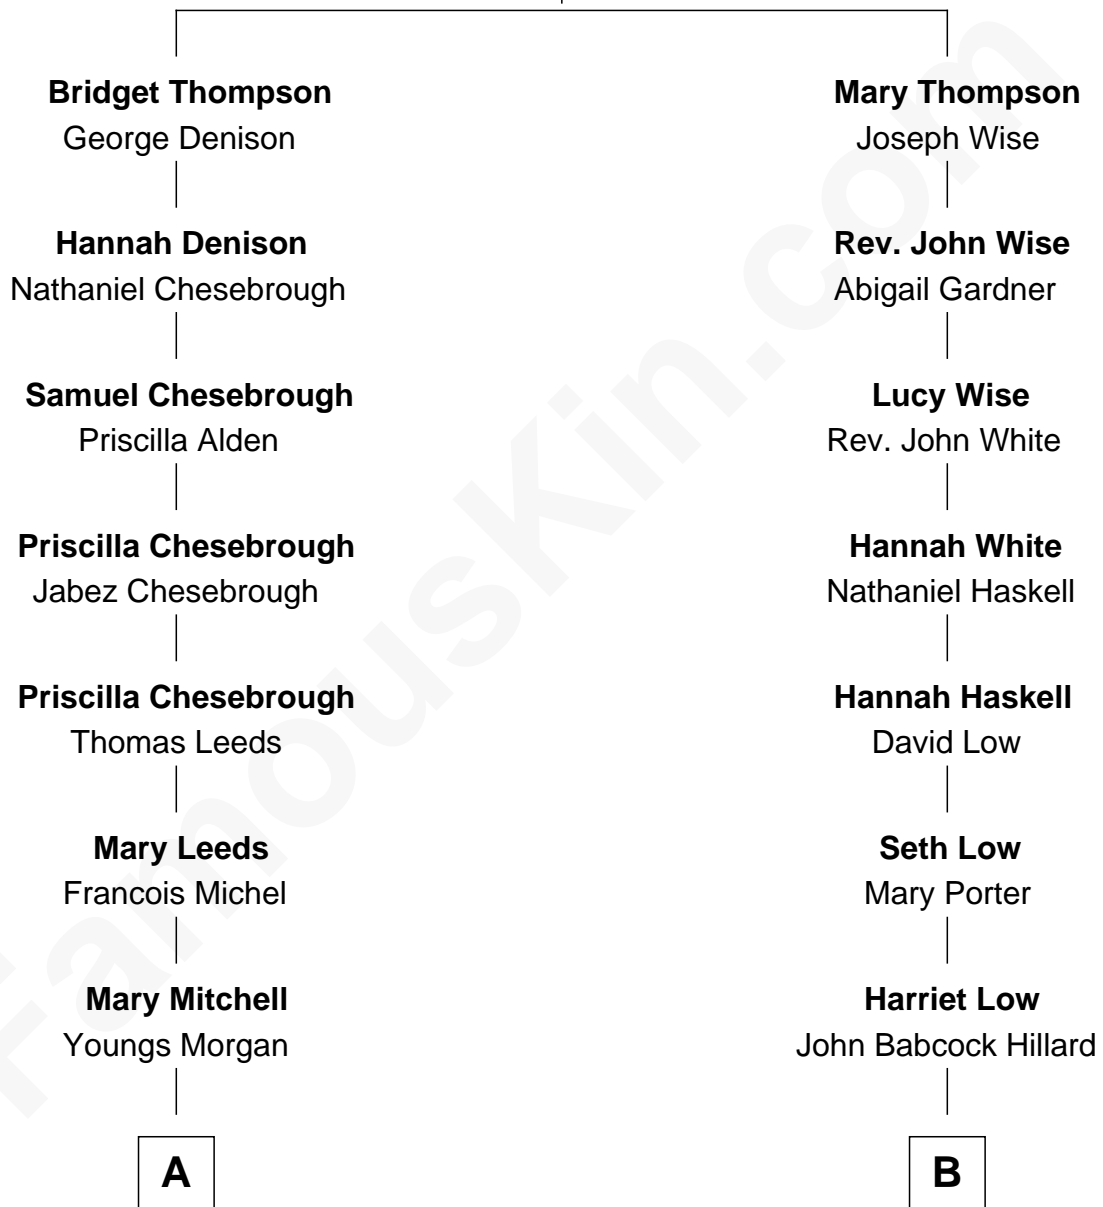 Bridget Thompson
George Denison
Mary Thompson
Joseph Wise
Hannah Denison
Nathaniel Chesebrough
Rev. John Wise
Abigail Gardner
Samuel Chesebrough
Priscilla Alden
Lucy Wise
Rev. John White
Priscilla Chesebrough
Jabez Chesebrough
Hannah White
Nathaniel Haskell
Priscilla Chesebrough
Thomas Leeds
Hannah Haskell
David Low
Mary Leeds
Francois Michel
Seth Low
Mary Porter
Mary Mitchell
Youngs Morgan
Harriet Low
John Babcock Hillard
A
B
FamousKin.com